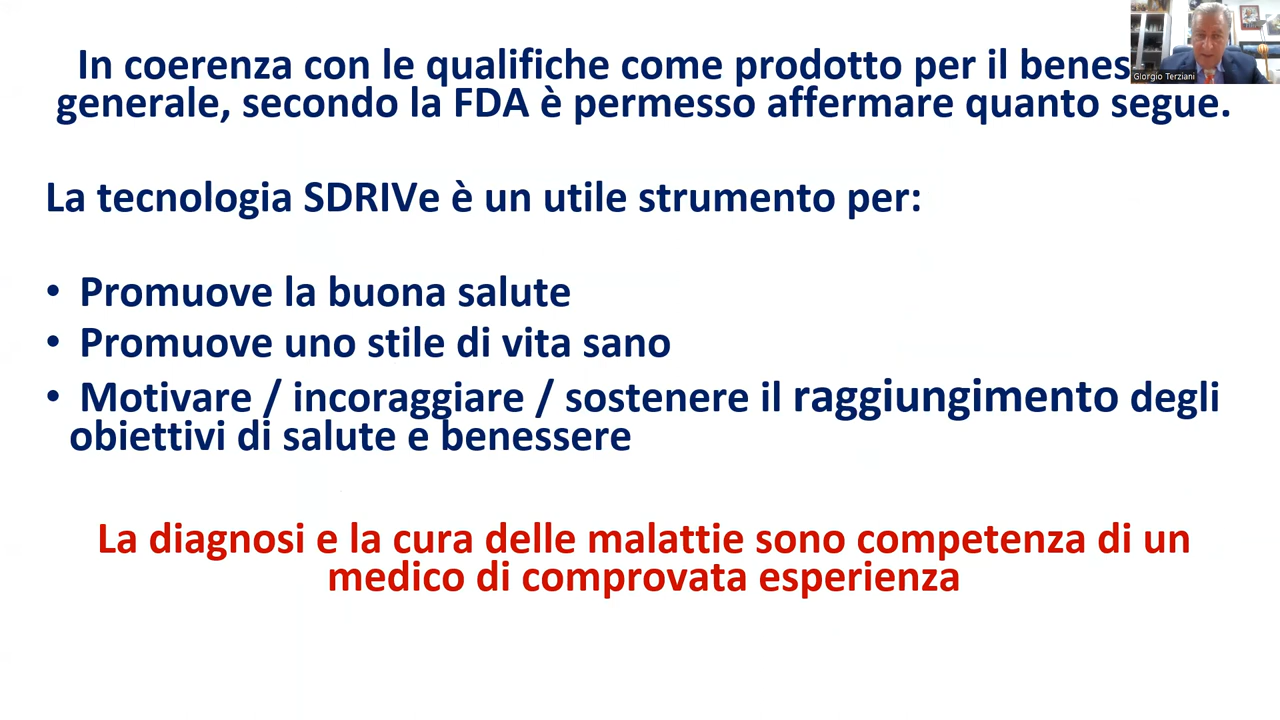 In coerenza con le qualifiche come prodotto per il benes
generale, secondo la FDA è permesso affermare quanto segue.
Giorgio Terziani
La tecnologia SDRIVe è un utile strumento per:
• Promuove la buona salute
• Promuove uno stile di vita sano
• Motivare / incoraggiare / sostenere il raggiungimento degli
obiettivi di salute e benessere
La diagnosi e la cura delle malattie sono competenza di un
medico di comprovata esperienza